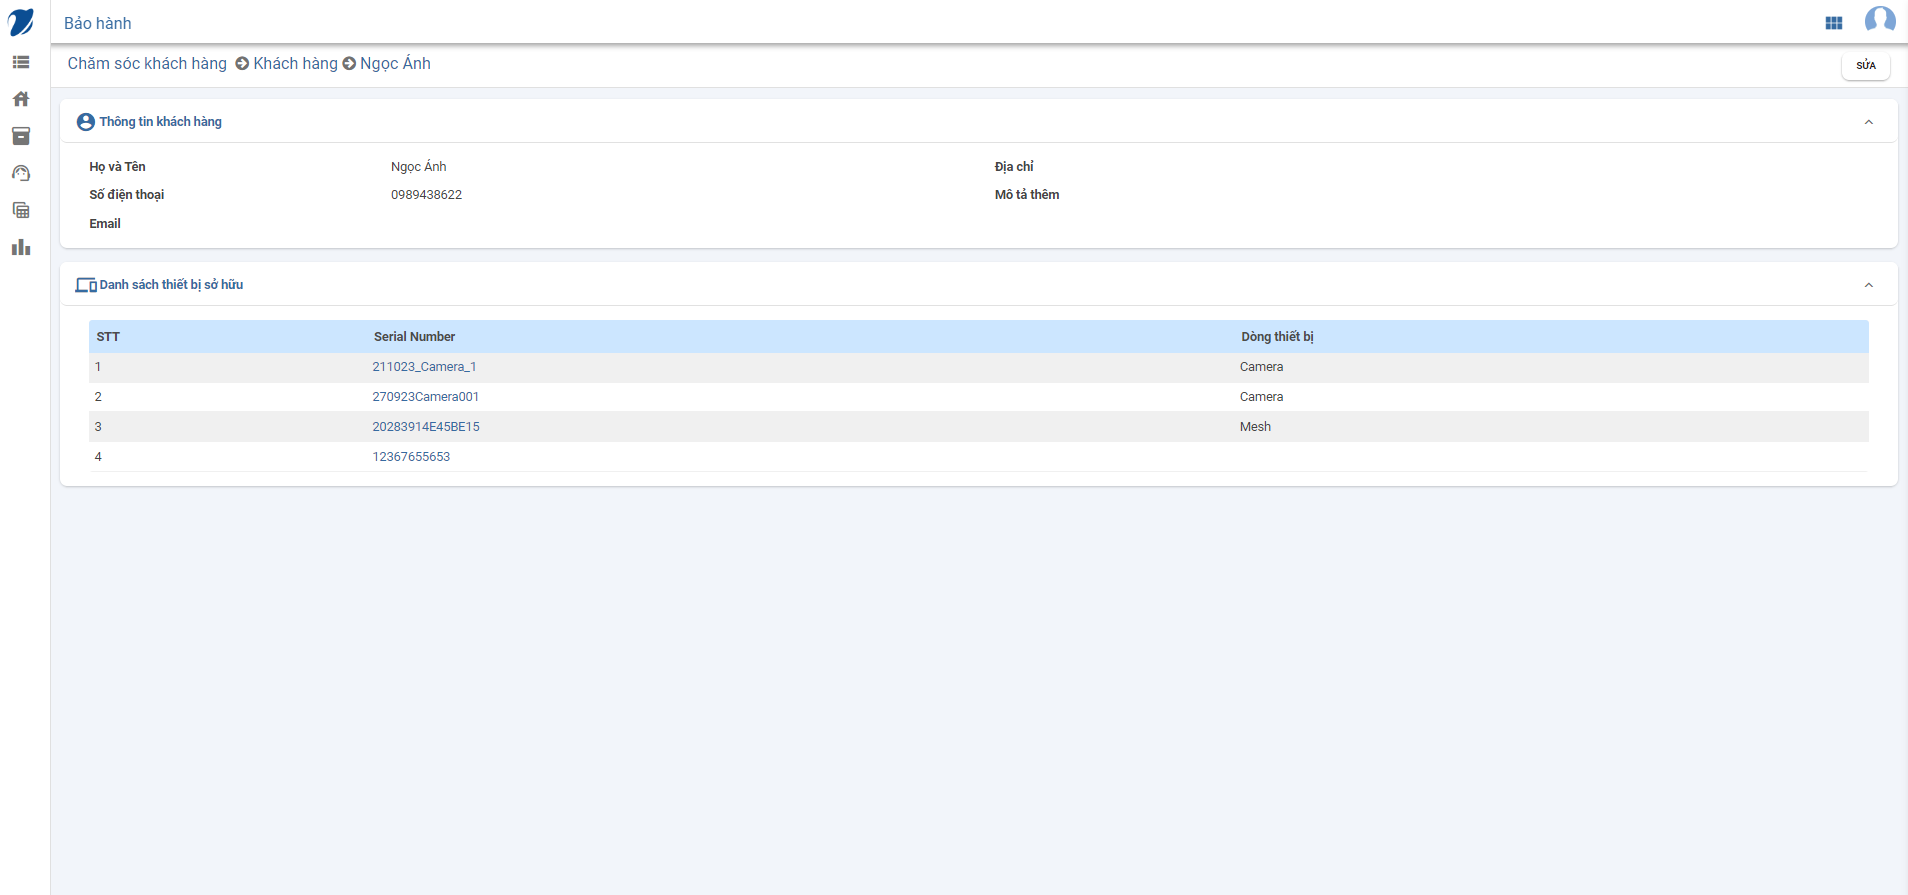 Bảo hành
Chăm sóc khách hàng Khách hàng Ngọc Ánh
SỬA
Thông tin khách hàng
Họ và Tên Ngọc Ánh Địa chỉ
Số điện thoại 0989438622 Mô tả thêm
Email
Danh sách thiết bị sở hữu
STT Serial Number Dòng thiết bị
1 211023_Camera_1 Camera
2 270923Camera001 Camera
3 20283914E45BE15 Mesh
4 12367655653